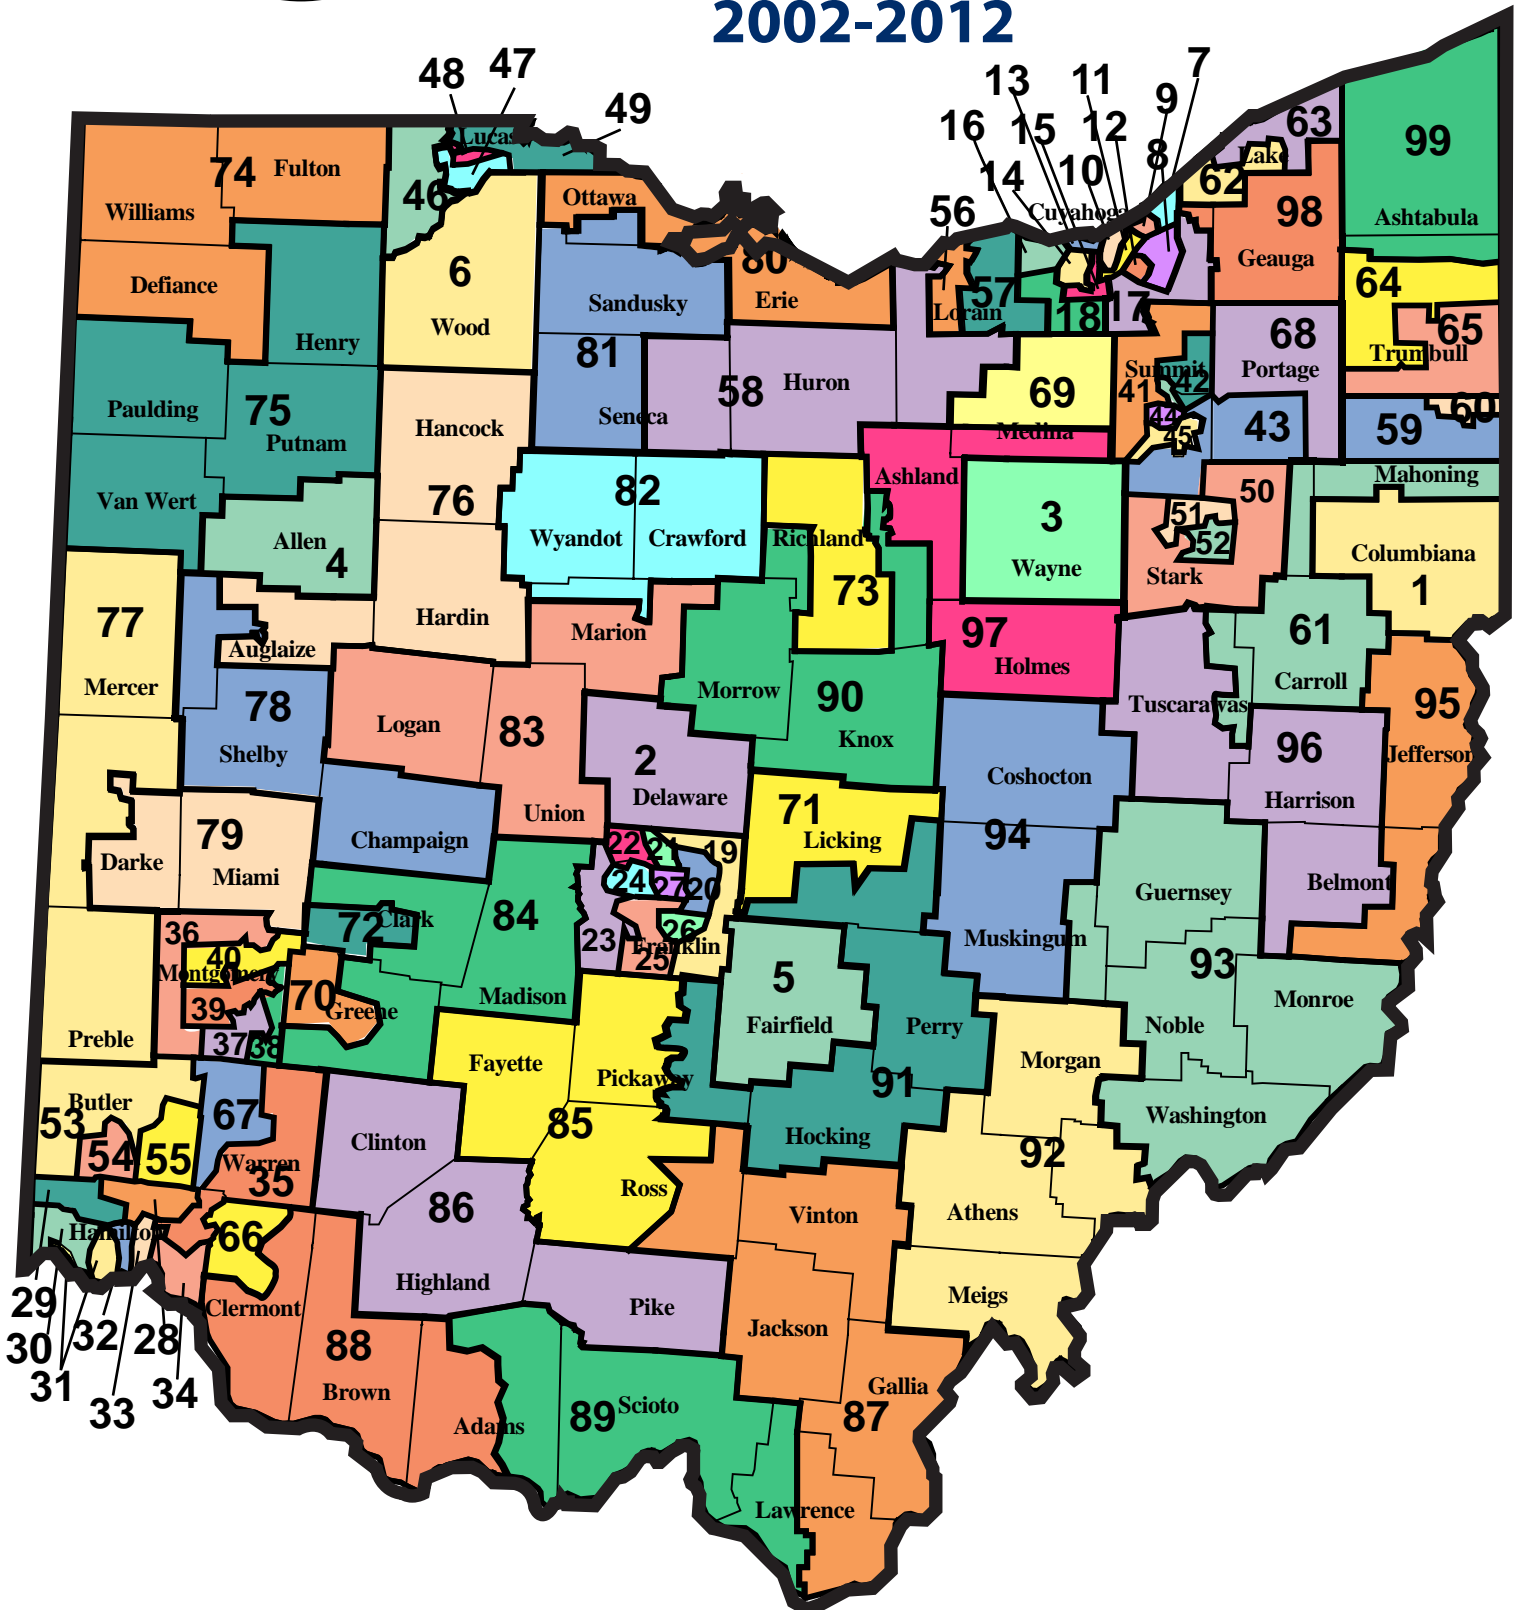 2002-2012
48
47
49
13
11
7
9
16
15
12
8
14
10
56
Lucas
63
99
74
Fulton
Lake
46
62
Ottawa
Cuyahoga
98
Williams
Ashtabula
6
80
Geauga
Defiance
Sandusky
Erie
57
64
Lorain
18
17
Wood
68
65
Henry
81
Summit
Portage
Trumbull
58
Huron
69
41
42
Paulding
75
Seneca
44
43
59
60
Hancock
Medina
45
Putnam
Ashland
Mahoning
Van Wert
76
82
3
50
51
Allen
Wyandot
Crawford
Richland
52
Columbiana
4
Wayne
Stark
1
73
77
Hardin
Marion
97
61
Auglaize
Holmes
Mercer
Morrow
90
Carroll
78
Logan
83
Tuscarawas
95
Shelby
2
Knox
96
Jefferson
Coshocton
Delaware
71
Harrison
Union
Licking
79
Champaign
94
22
21
19
Darke
Miami
24
27
20
Guernsey
Belmont
84
72
Clark
26
36
23
Franklin
Muskingum
40
25
93
Montgomery
5
70
Madison
Monroe
39
Greene
Fairfield
Perry
Noble
Preble
37
38
Fayette
Morgan
Pickaway
91
Butler
67
85
Washington
53
Clinton
Hocking
54
55
Warren
92
35
Ross
86
Vinton
Athens
Hamilton
66
Highland
Meigs
29
Clermont
Pike
Jackson
30
32
28
88
31
34
Brown
Gallia
33
89
Scioto
87
Adams
Lawrence